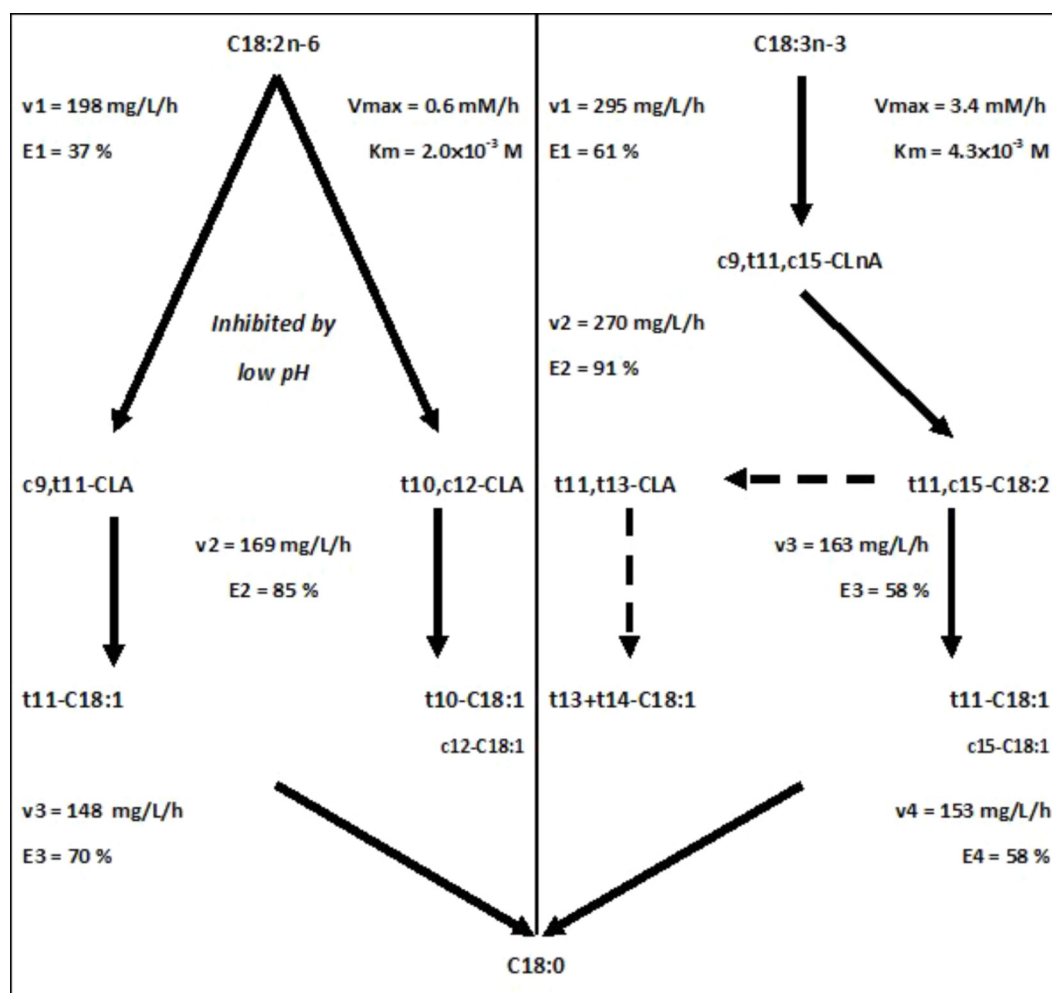 C18:2n-6
v1 = 198 mg/L/h
Vmax = 0.6 mM/h
E1 = 37 %
Km = 2.0×10⁻³ M
Inhibited by
low pH
c9,t11-CLA
t10,c12-CLA
v2 = 169 mg/L/h
E2 = 85 %
t11-C18:1
t10-C18:1
c12-C18:1
v3 = 148 mg/L/h
E3 = 70 %
C18:3n-3
v1 = 295 mg/L/h
Vmax = 3.4 mM/h
E1 = 61 %
Km = 4.3×10⁻³ M
c9,t11,c15-CLnA
v2 = 270 mg/L/h
E2 = 91 %
t11,t13-CLA
t11,c15-C18:2
v3 = 163 mg/L/h
E3 = 58 %
t13+t14-C18:1
t11-C18:1
c15-C18:1
v4 = 153 mg/L/h
E4 = 58 %
C18:0